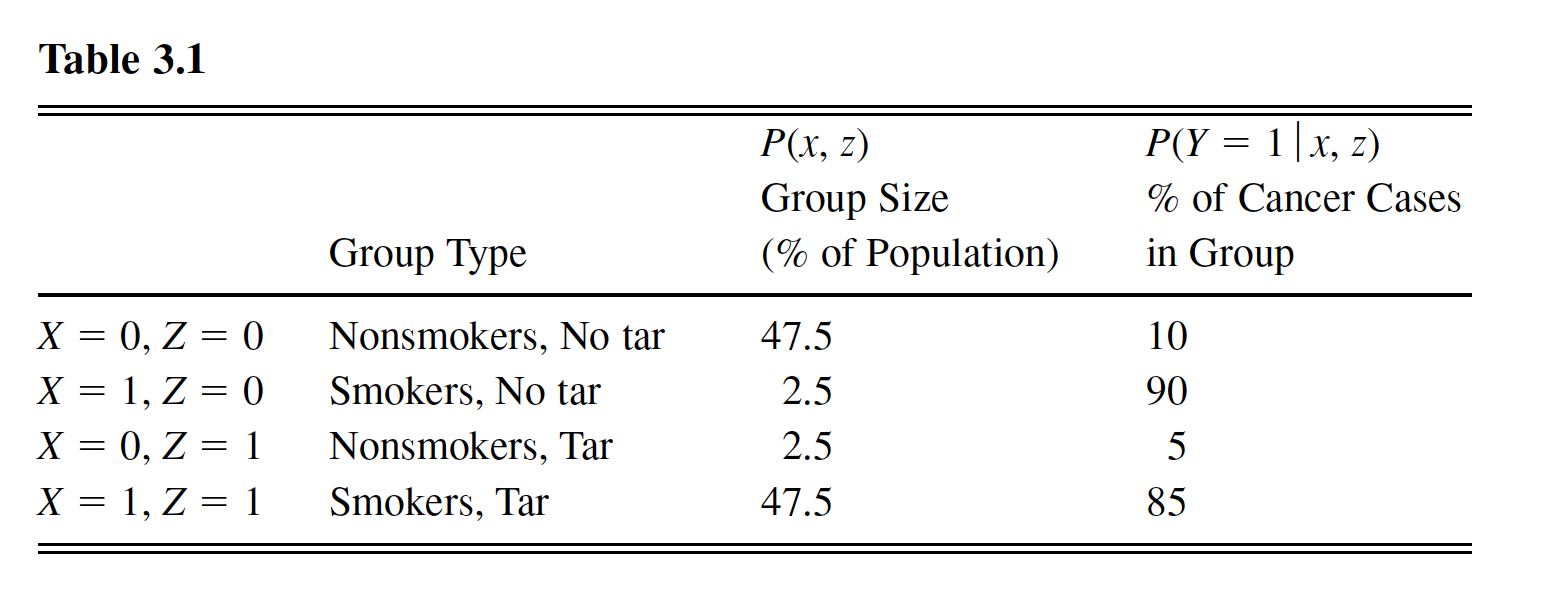 Table 3.1
P(x, z) P(Y = 1 | x, z)
Group Size % of Cancer Cases
Group Type (% of Population) in Group
X = 0, Z = 0 Nonsmokers, No tar 47.5 10
X = 1, Z = 0 Smokers, No tar 2.5 90
X = 0, Z = 1 Nonsmokers, Tar 2.5 5
X = 1, Z = 1 Smokers, Tar 47.5 85